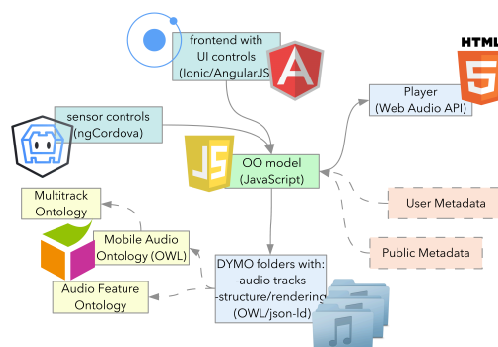 frontend with
UI controls
(Icnic/AngularJS)
HTML
5
Player
(Web Audio API)
sensor controls
(ngCordova)
JS
OO model
(JavaScript)
Multitrack
Ontology
User Metadata
Mobile Audio
Ontology (OWL)
Public Metadata
DYMO folders with:
audio tracks
-structure/rendering
(OWL/json-ld)
Audio Feature
Ontology
A